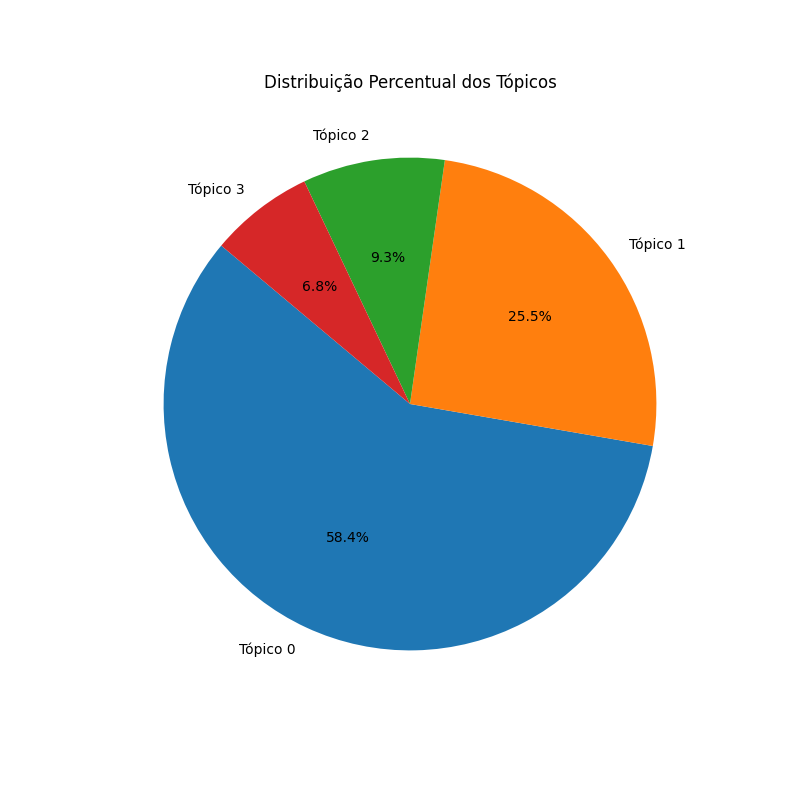 Distribuição Percentual dos Tópicos
Tópico 2
Tópico 3
Tópico 1
9.3%
6.8%
25.5%
58.4%
Tópico 0